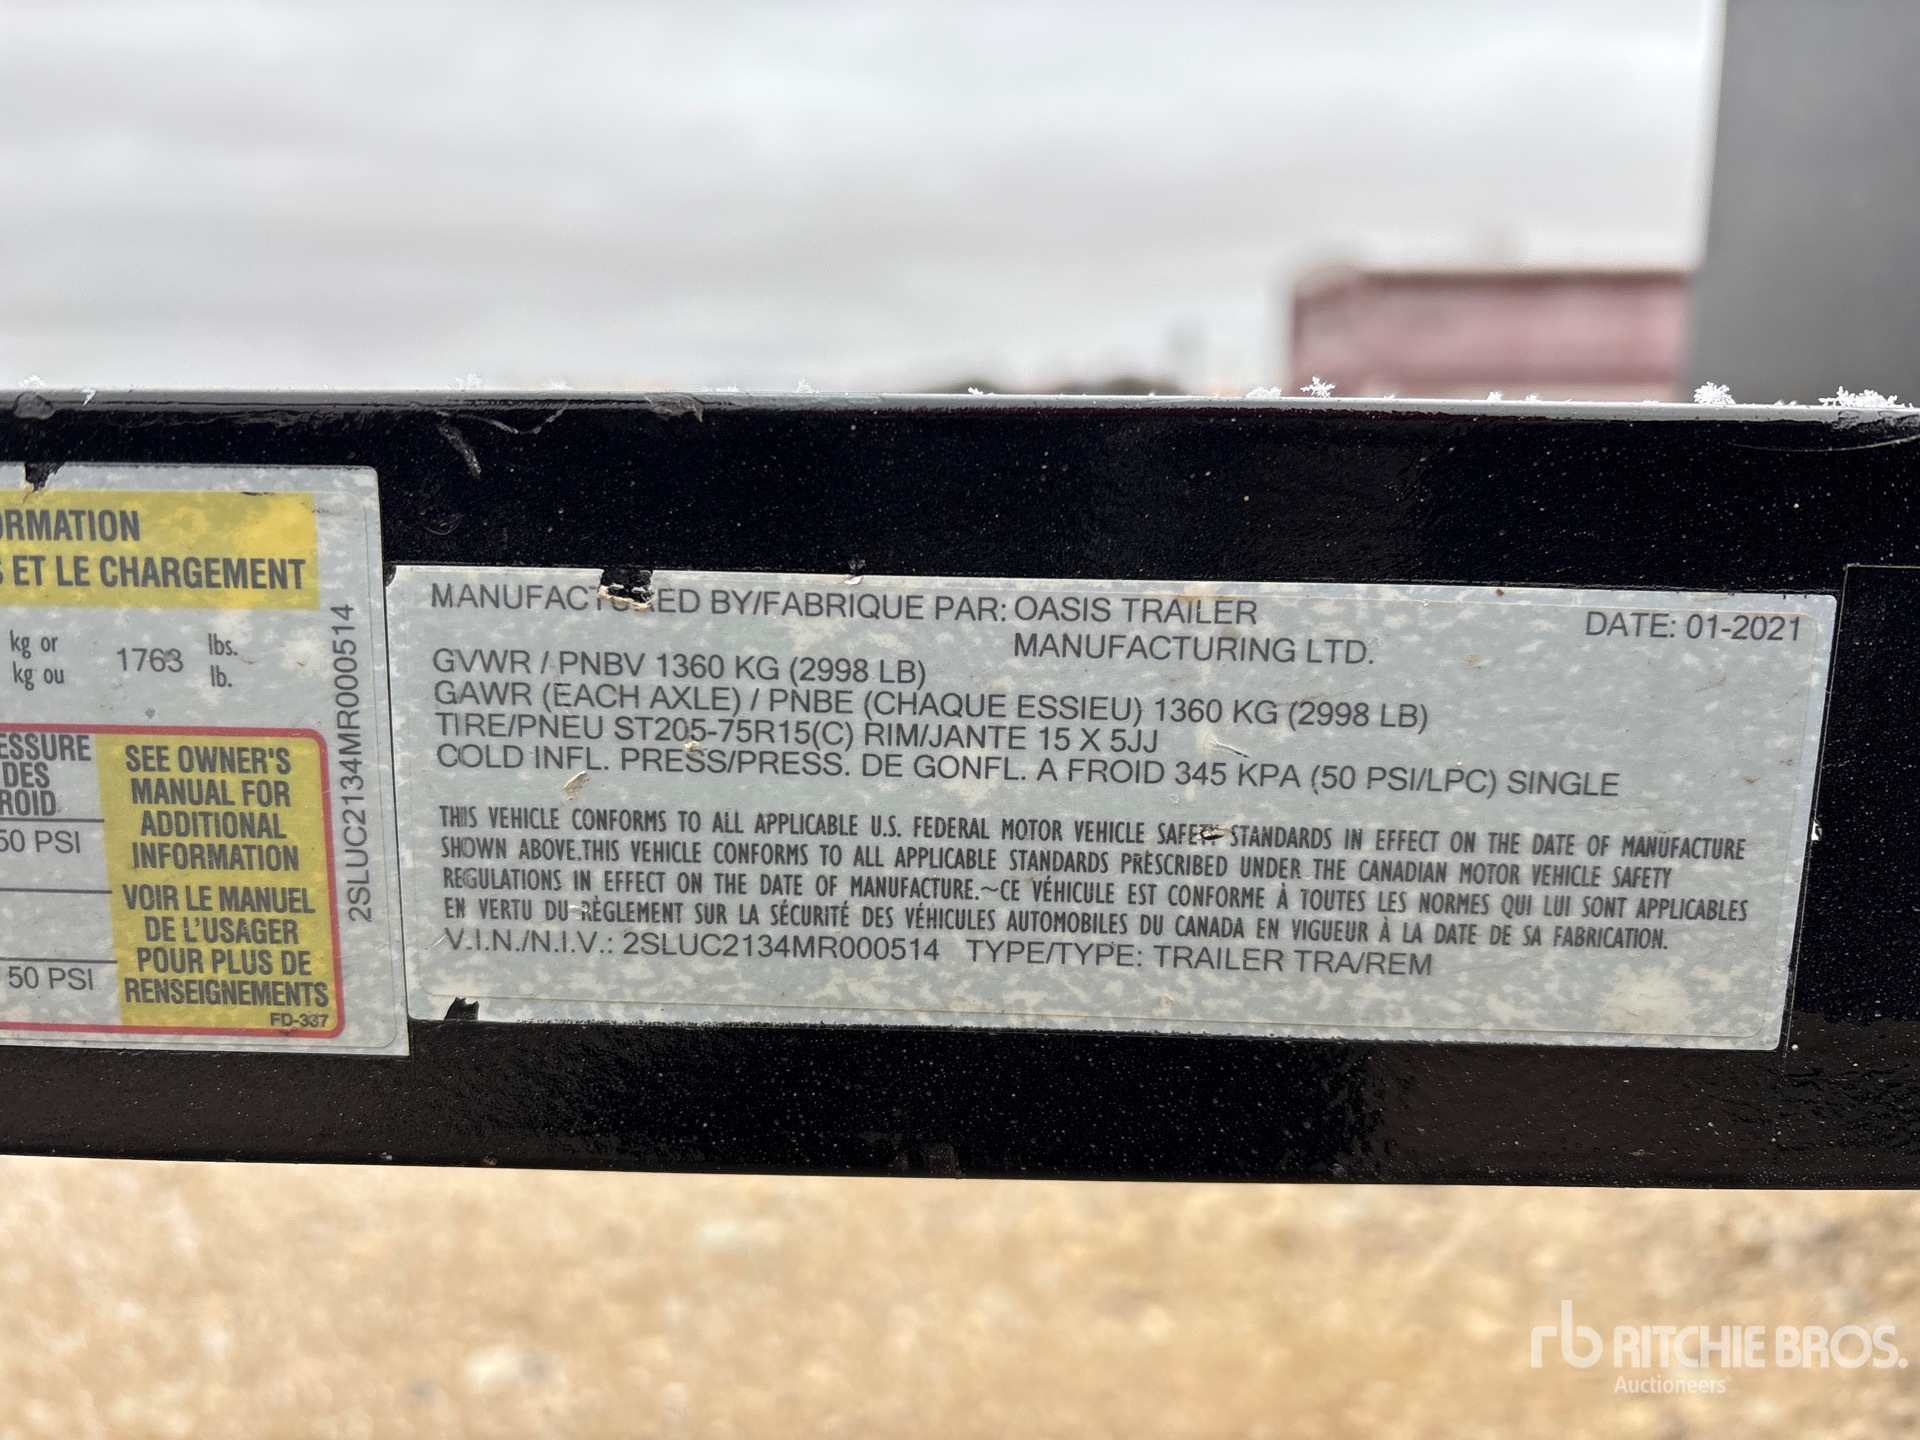 ORMATION
S ET LE CHARGEMENT
kg or
kg ou
1763
lbs.
lb.
2SLUC2134MR000514
ESSURE
DES
ROID
50 PSI
50 PSI
SEE OWNER'S
MANUAL FOR
ADDITIONAL
INFORMATION
VOIR LE MANUEL
DE L'USAGER
POUR PLUS DE
RENSEIGNEMENTS
FD-337
MANUFACTURED BY/FABRIQUE PAR: OASIS TRAILER
MANUFACTURING LTD.
DATE: 01-2021
GVWR / PNBV 1360 KG (2998 LB)
GAWR (EACH AXLE) / PNBE (CHAQUE ESSIEU) 1360 KG (2998 LB)
TIRE/PNEU ST205-75R15(C) RIM/JANTE 15 X 5JJ
COLD INFL. PRESS/PRESS. DE GONFL. A FROID 345 KPA (50 PSI/LPC) SINGLE
THIS VEHICLE CONFORMS TO ALL APPLICABLE U.S. FEDERAL MOTOR VEHICLE SAFETY STANDARDS IN EFFECT ON THE DATE OF MANUFACTURE
SHOWN ABOVE.THIS VEHICLE CONFORMS TO ALL APPLICABLE STANDARDS PRESCRIBED UNDER THE CANADIAN MOTOR VEHICLE SAFETY
REGULATIONS IN EFFECT ON THE DATE OF MANUFACTURE.~CE VÉHICULE EST CONFORME À TOUTES LES NORMES QUI LUI SONT APPLICABLES
EN VERTU DU RÈGLEMENT SUR LA SÉCURITÉ DES VÉHICULES AUTOMOBILES DU CANADA EN VIGUEUR À LA DATE DE SA FABRICATION.
V.I.N./N.I.V.: 2SLUC2134MR000514 TYPE/TYPE: TRAILER TRA/REM
rb RITCHIE BROS.
Auctioneers